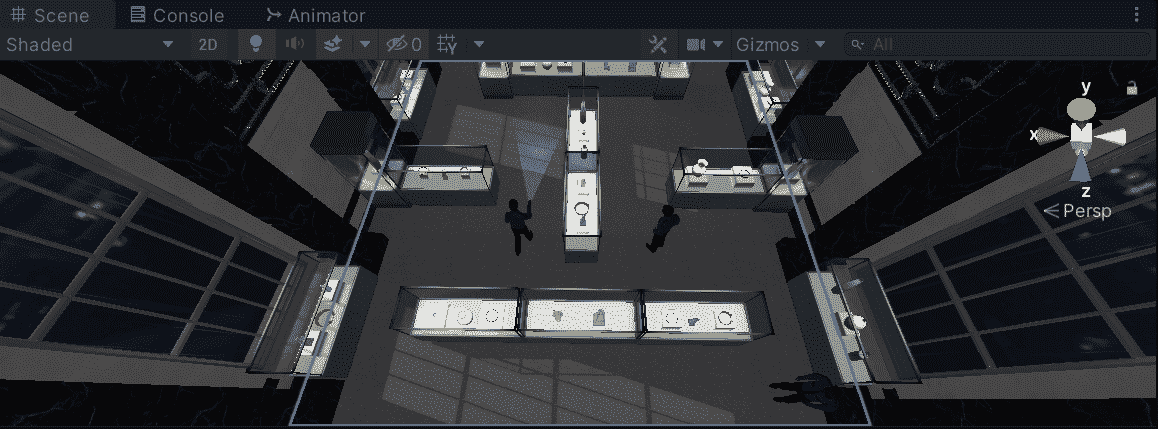 Scene Console Animator
Shaded 2D 0 Gizmos All
y
x
z
Persp